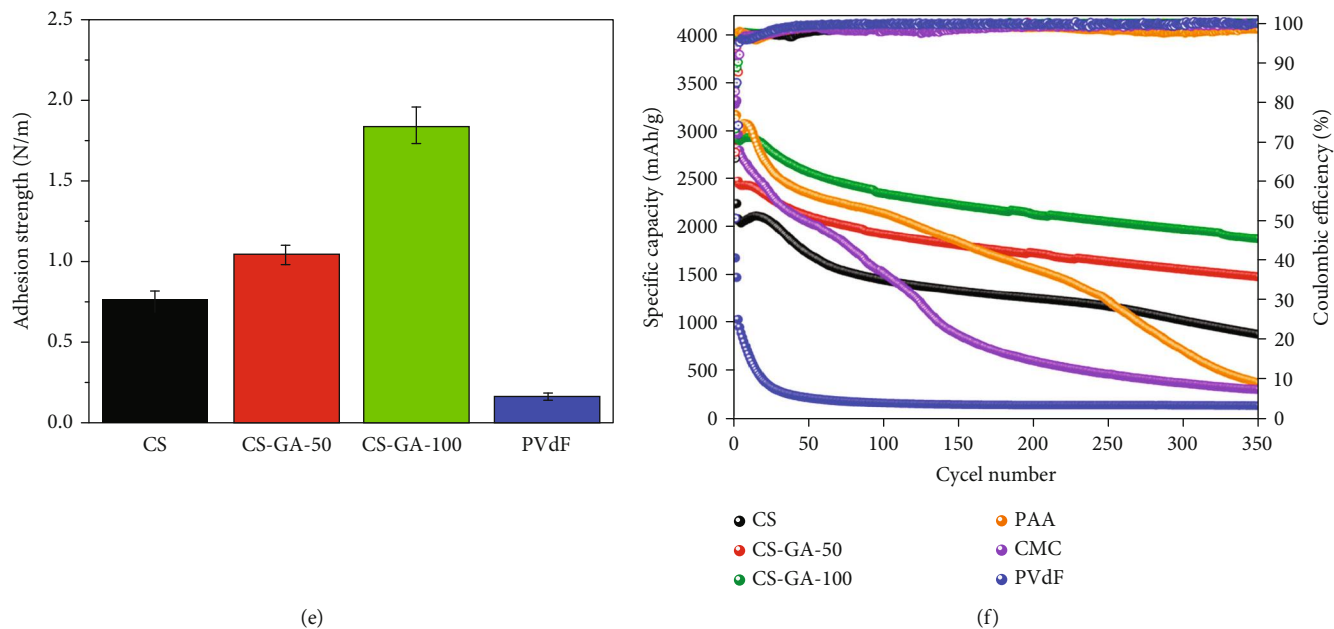 2.5
2.0
1.5
1.0
0.5
0.0
Adhesion strength (N/m)
CS
CS-GA-50
CS-GA-100
PVdF
(e)
4000
3500
3000
2500
2000
1500
1000
500
0
Specific capacity (mAh/g)
100
90
80
70
60
50
40
30
20
10
0
Coulombic efficiency (%)
0
50
100
150
200
250
300
350
Cycel number
CS
CS-GA-50
CS-GA-100
PAA
CMC
PVdF
(f)